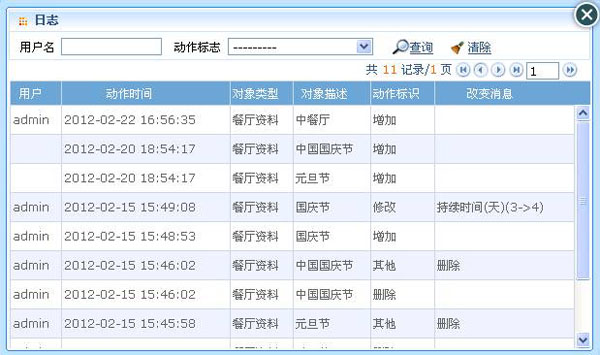 日志
用户名 动作标志 --------- 查询 清除
共 11 记录/1 页 1
用户 动作时间 对象类型 对象描述 动作标识 改变消息
admin 2012-02-22 16:56:35 餐厅资料 中餐厅 增加
2012-02-20 18:54:17 餐厅资料 中国国庆节 增加
2012-02-20 18:54:17 餐厅资料 元旦节 增加
admin 2012-02-15 15:49:08 餐厅资料 国庆节 修改 持续时间(天)(3->4)
admin 2012-02-15 15:48:53 餐厅资料 国庆节 增加
admin 2012-02-15 15:46:02 餐厅资料 中国国庆节 其他 删除
admin 2012-02-15 15:46:02 餐厅资料 中国国庆节 删除
admin 2012-02-15 15:45:58 餐厅资料 元旦节 其他 删除